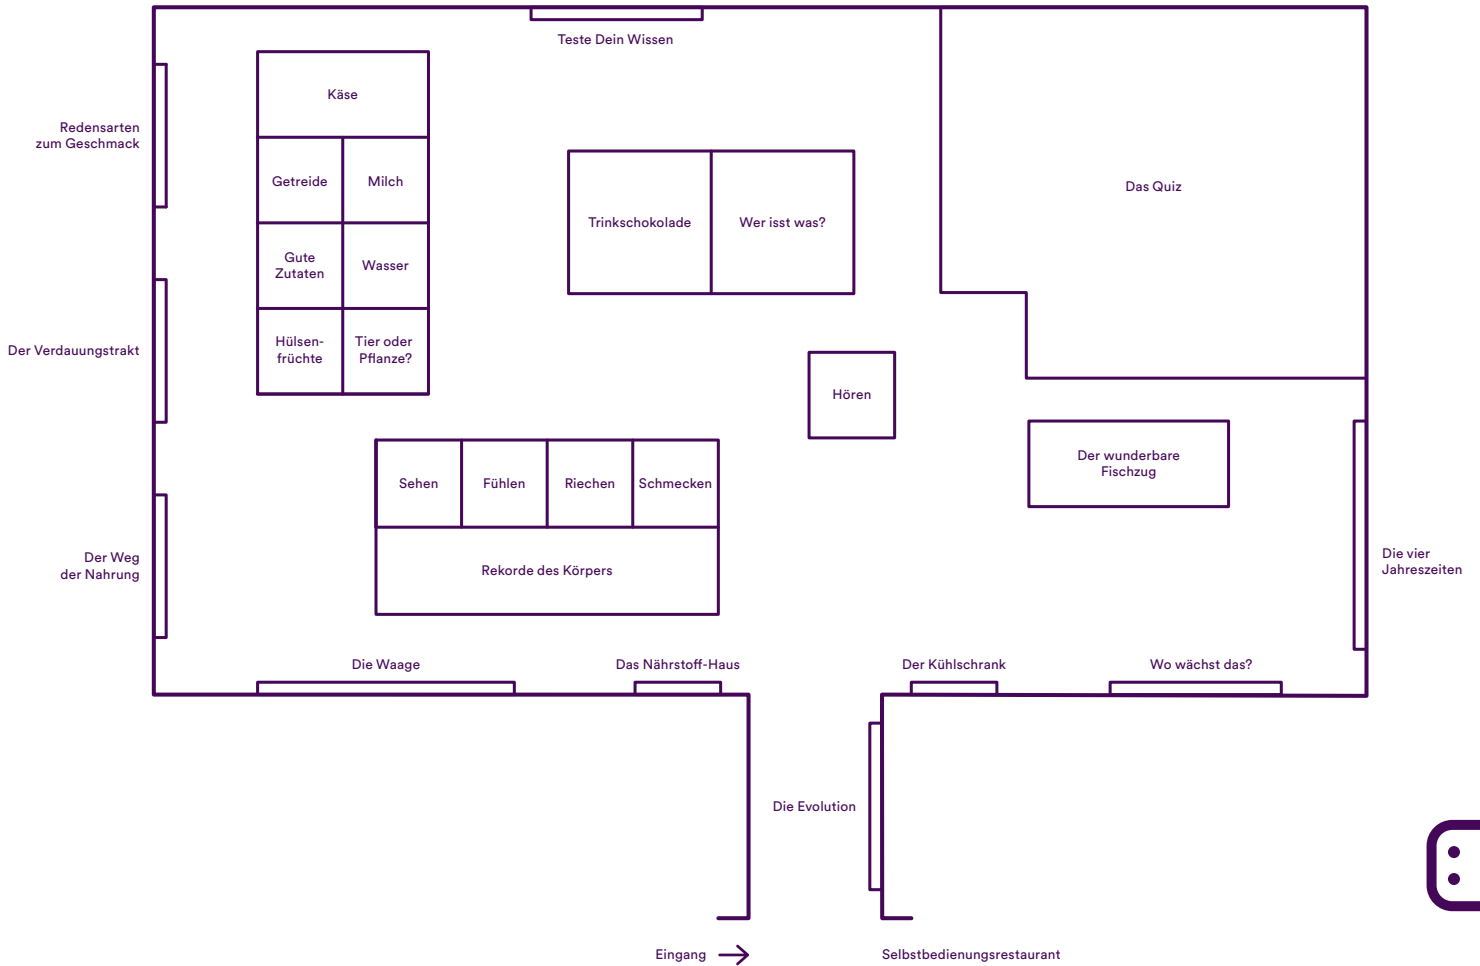 Teste Dein Wissen
Käse
Redensarten
zum Geschmack
Getreide
Milch
Das Quiz
Trinkschokolade
Wer isst was?
Gute
Zutaten
Wasser
Hülsen-
früchte
Tier oder
Pflanze?
Der Verdauungstrakt
Hören
Der wunderbare
Fischzug
Sehen
Fühlen
Riechen
Schmecken
Der Weg
der Nahrung
Rekorde des Körpers
Die vier
Jahreszeiten
Die Waage
Das Nährstoff-Haus
Der Kühlschrank
Wo wächst das?
Die Evolution
Eingang
Selbstbedienungsrestaurant